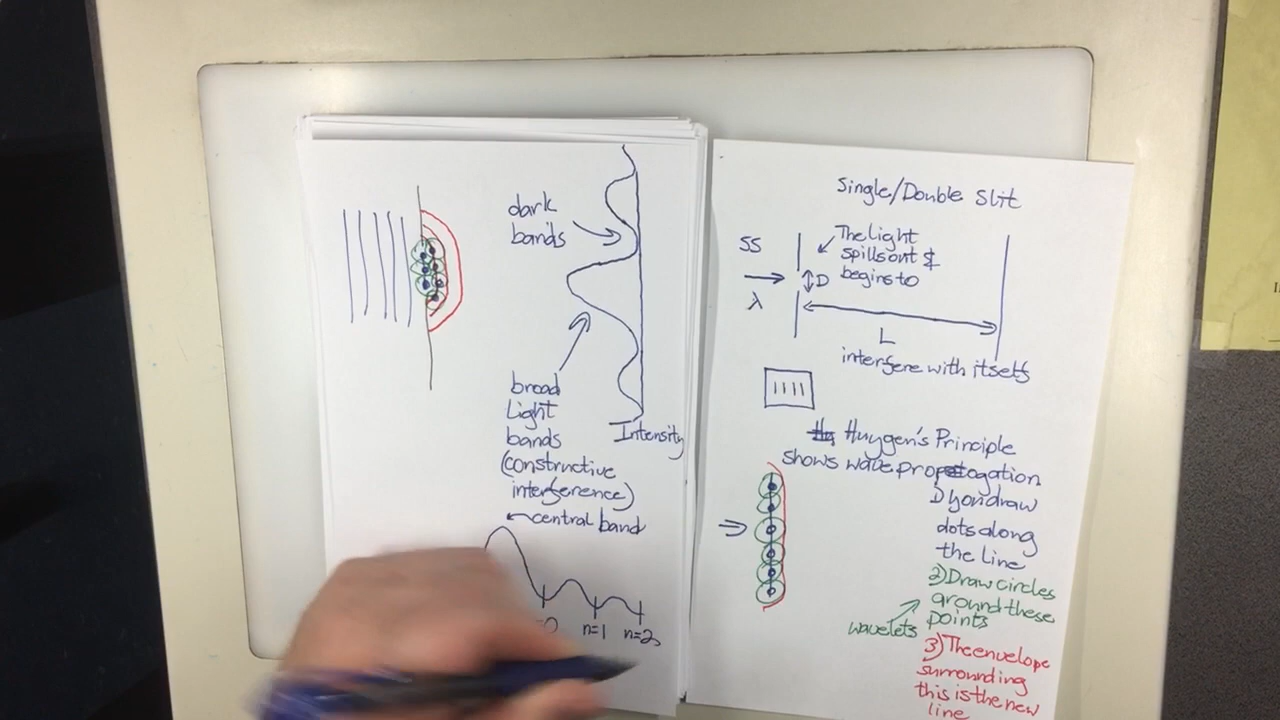 dark
bands
broad
light
bands
(constructive
interference)
Intensity
←central band
n=1
n=2
Single/Double Slit
SS
λ
The light
spills out &
begins to
D
L
interfere with itself
Huygen's Principle
shows wave propogation
1) you draw
dots along
the line
2) Draw circles
around these
points
wavelets
3) The envelope
surrounding
this is the new
line